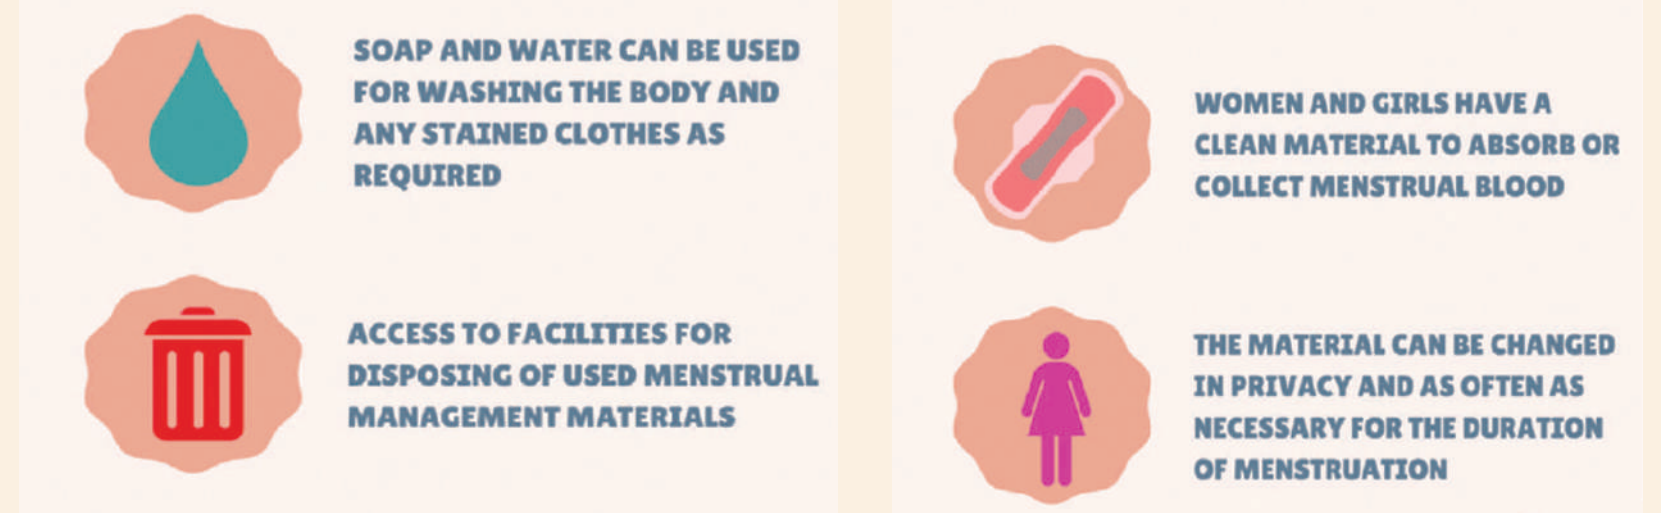 SOAP AND WATER CAN BE USED
FOR WASHING THE BODY AND
ANY STAINED CLOTHES AS
REQUIRED
ACCESS TO FACILITIES FOR
DISPOSING OF USED MENSTRUAL
MANAGEMENT MATERIALS
WOMEN AND GIRLS HAVE A
CLEAN MATERIAL TO ABSORB OR
COLLECT MENSTRUAL BLOOD
THE MATERIAL CAN BE CHANGED
IN PRIVACY AND AS OFTEN AS
NECESSARY FOR THE DURATION
OF MENSTRUATION